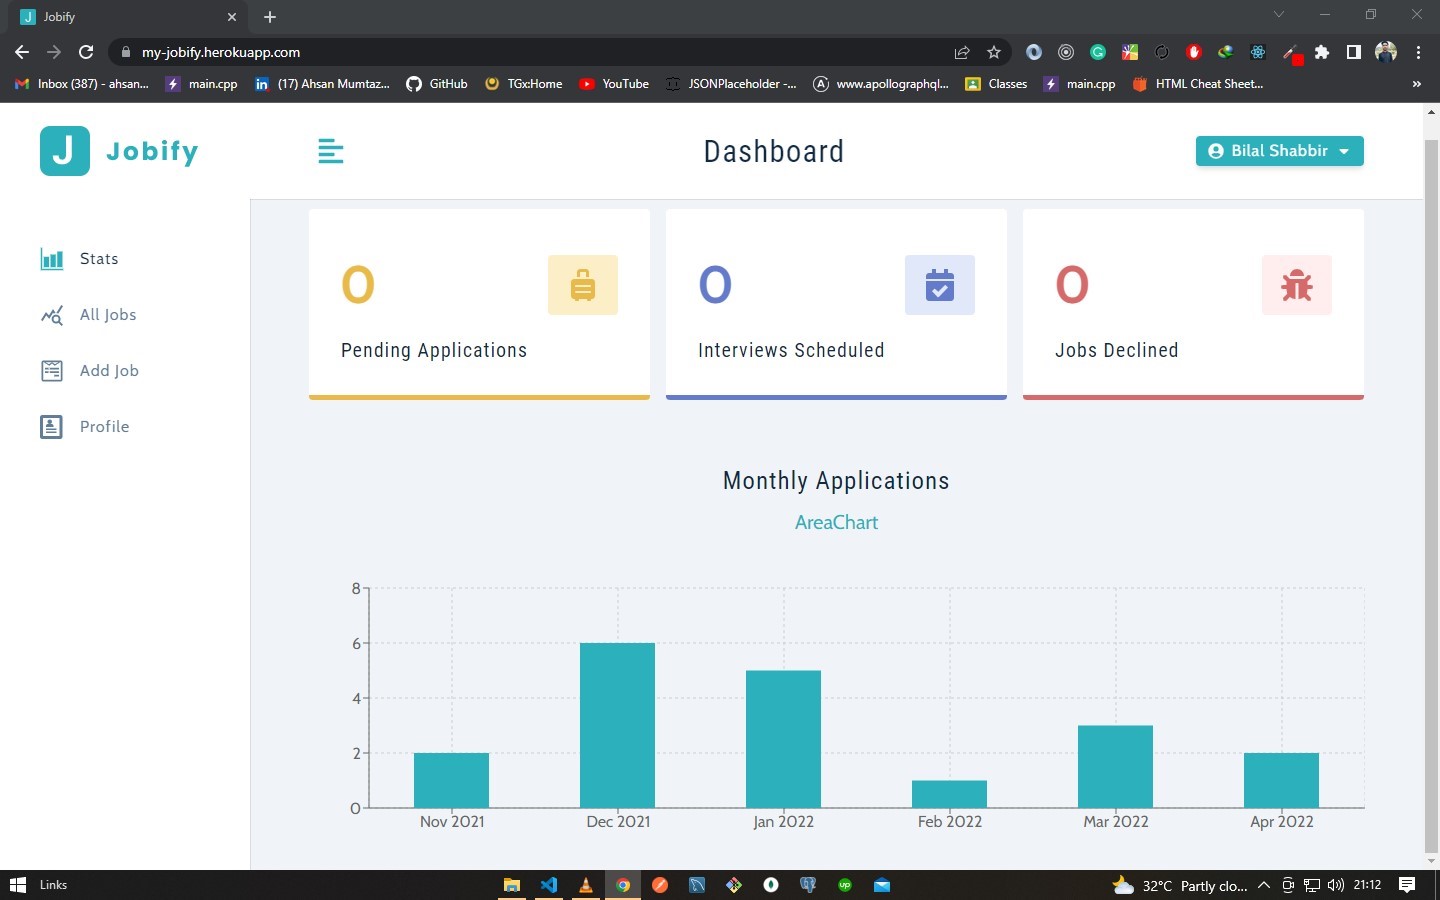 Jobify
my-jobify.herokuapp.com
Inbox (387) - ahsan...
main.cpp
(17) Ahsan Mumtaz...
GitHub
TGx:Home
YouTube
JSONPlaceholder -...
www.apollographql...
Classes
main.cpp
HTML Cheat Sheet...
»
J Jobify
Dashboard
Bilal Shabbir
Stats
All Jobs
Add Job
Profile
0
Pending Applications
0
Interviews Scheduled
0
Jobs Declined
Monthly Applications
AreaChart
8
6
4
2
0
Nov 2021
Dec 2021
Jan 2022
Feb 2022
Mar 2022
Apr 2022
Links
up
32°C Partly clo...
21:12